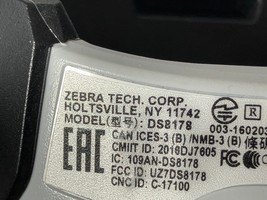 ZEBRA TECH. CORP.
HOLTSVILLE, NY 11742
MODEL(型号): DS8178
R
003-160203
EAC
CAN ICES-3 (B) /NMB-3 (B)
CMIIT ID: 2016DJ7605
IC: 109AN-DS8178
FCC ID: UZ7DS8178
CNC ID: C-17100